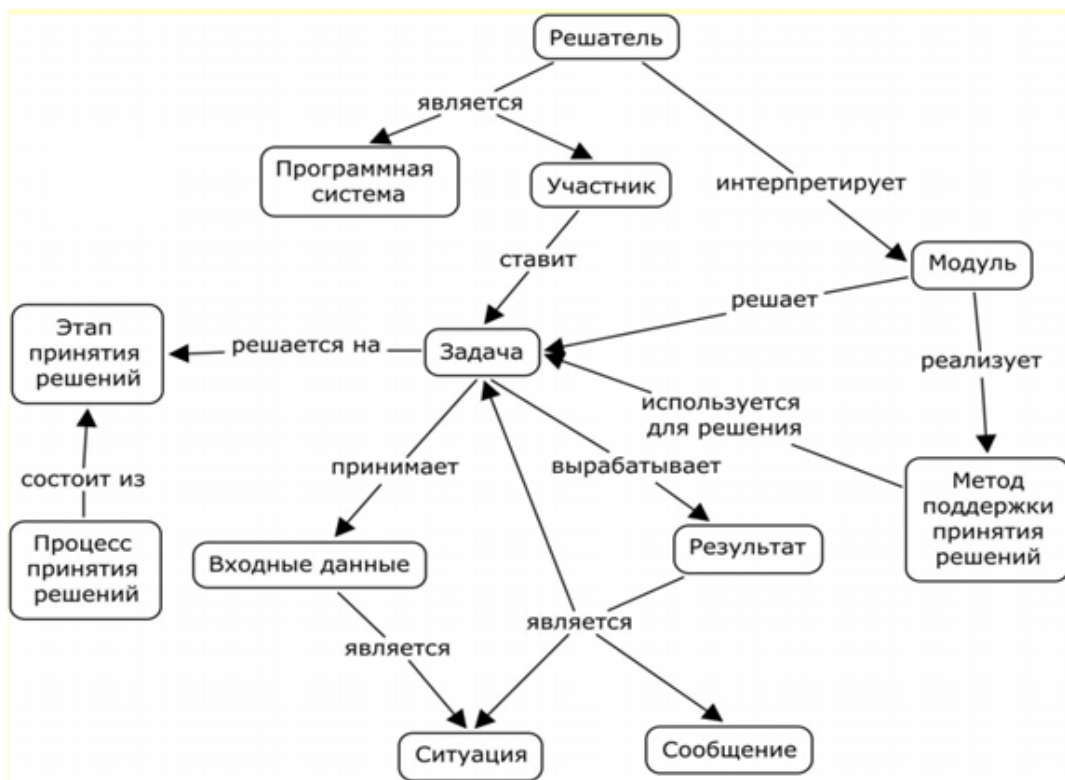 Решатель
является
Программная
система
Участник
интерпретирует
ставит
Модуль
решает
Этап
принятия
решений
решается на
Задача
реализует
используется
для решения
состоит из
принимает
вырабатывает
Метод
поддержки
принятия
решений
Процесс
принятия
решений
Входные данные
Результат
является
является
Ситуация
Сообщение